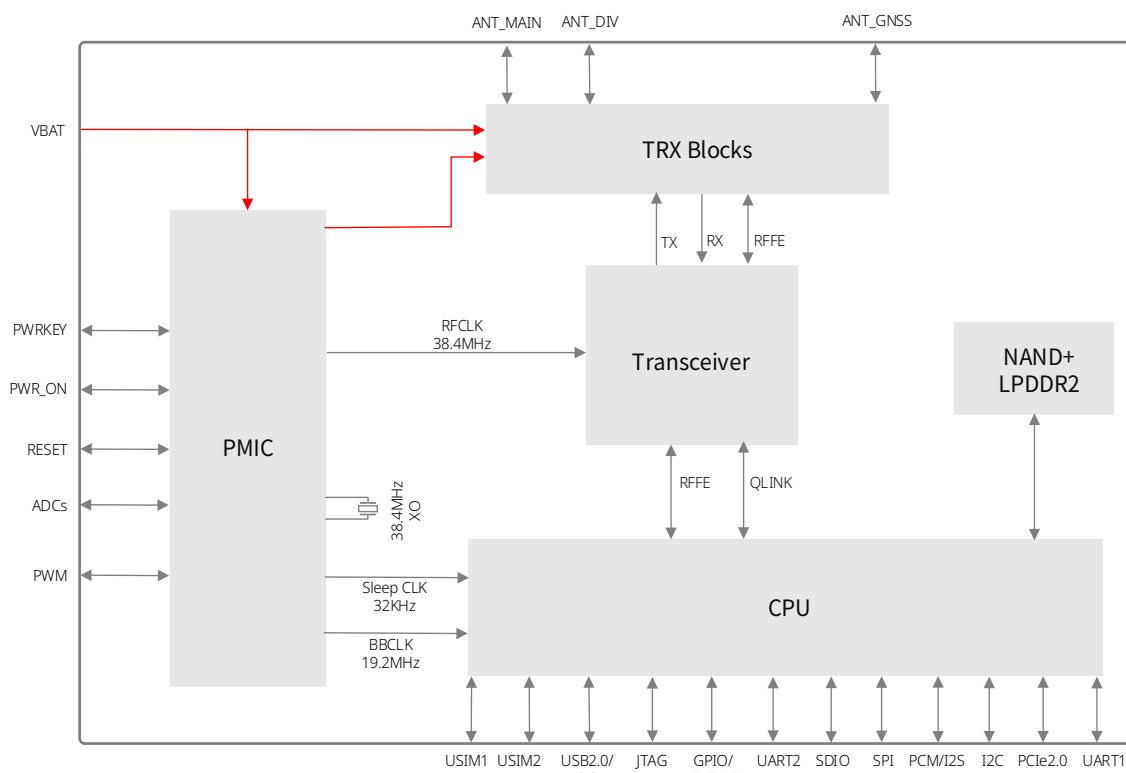 ANT_MAIN ANT_DIV ANT_GNSS
VBAT
TRX Blocks
TX RX RFFE
PWRKEY
RFCLK
38.4MHz
Transceiver
NAND+
LPDDR2
PWR_ON
RESET
PMIC
RFFE QLINK
ADCs
38.4MHz
XO
PWM
Sleep CLK
32KHz
CPU
BBCLK
19.2MHz
USIM1 USIM2 USB2.0/ JTAG GPIO/ UART2 SDIO SPI PCM/I2S I2C PCIe2.0 UART1